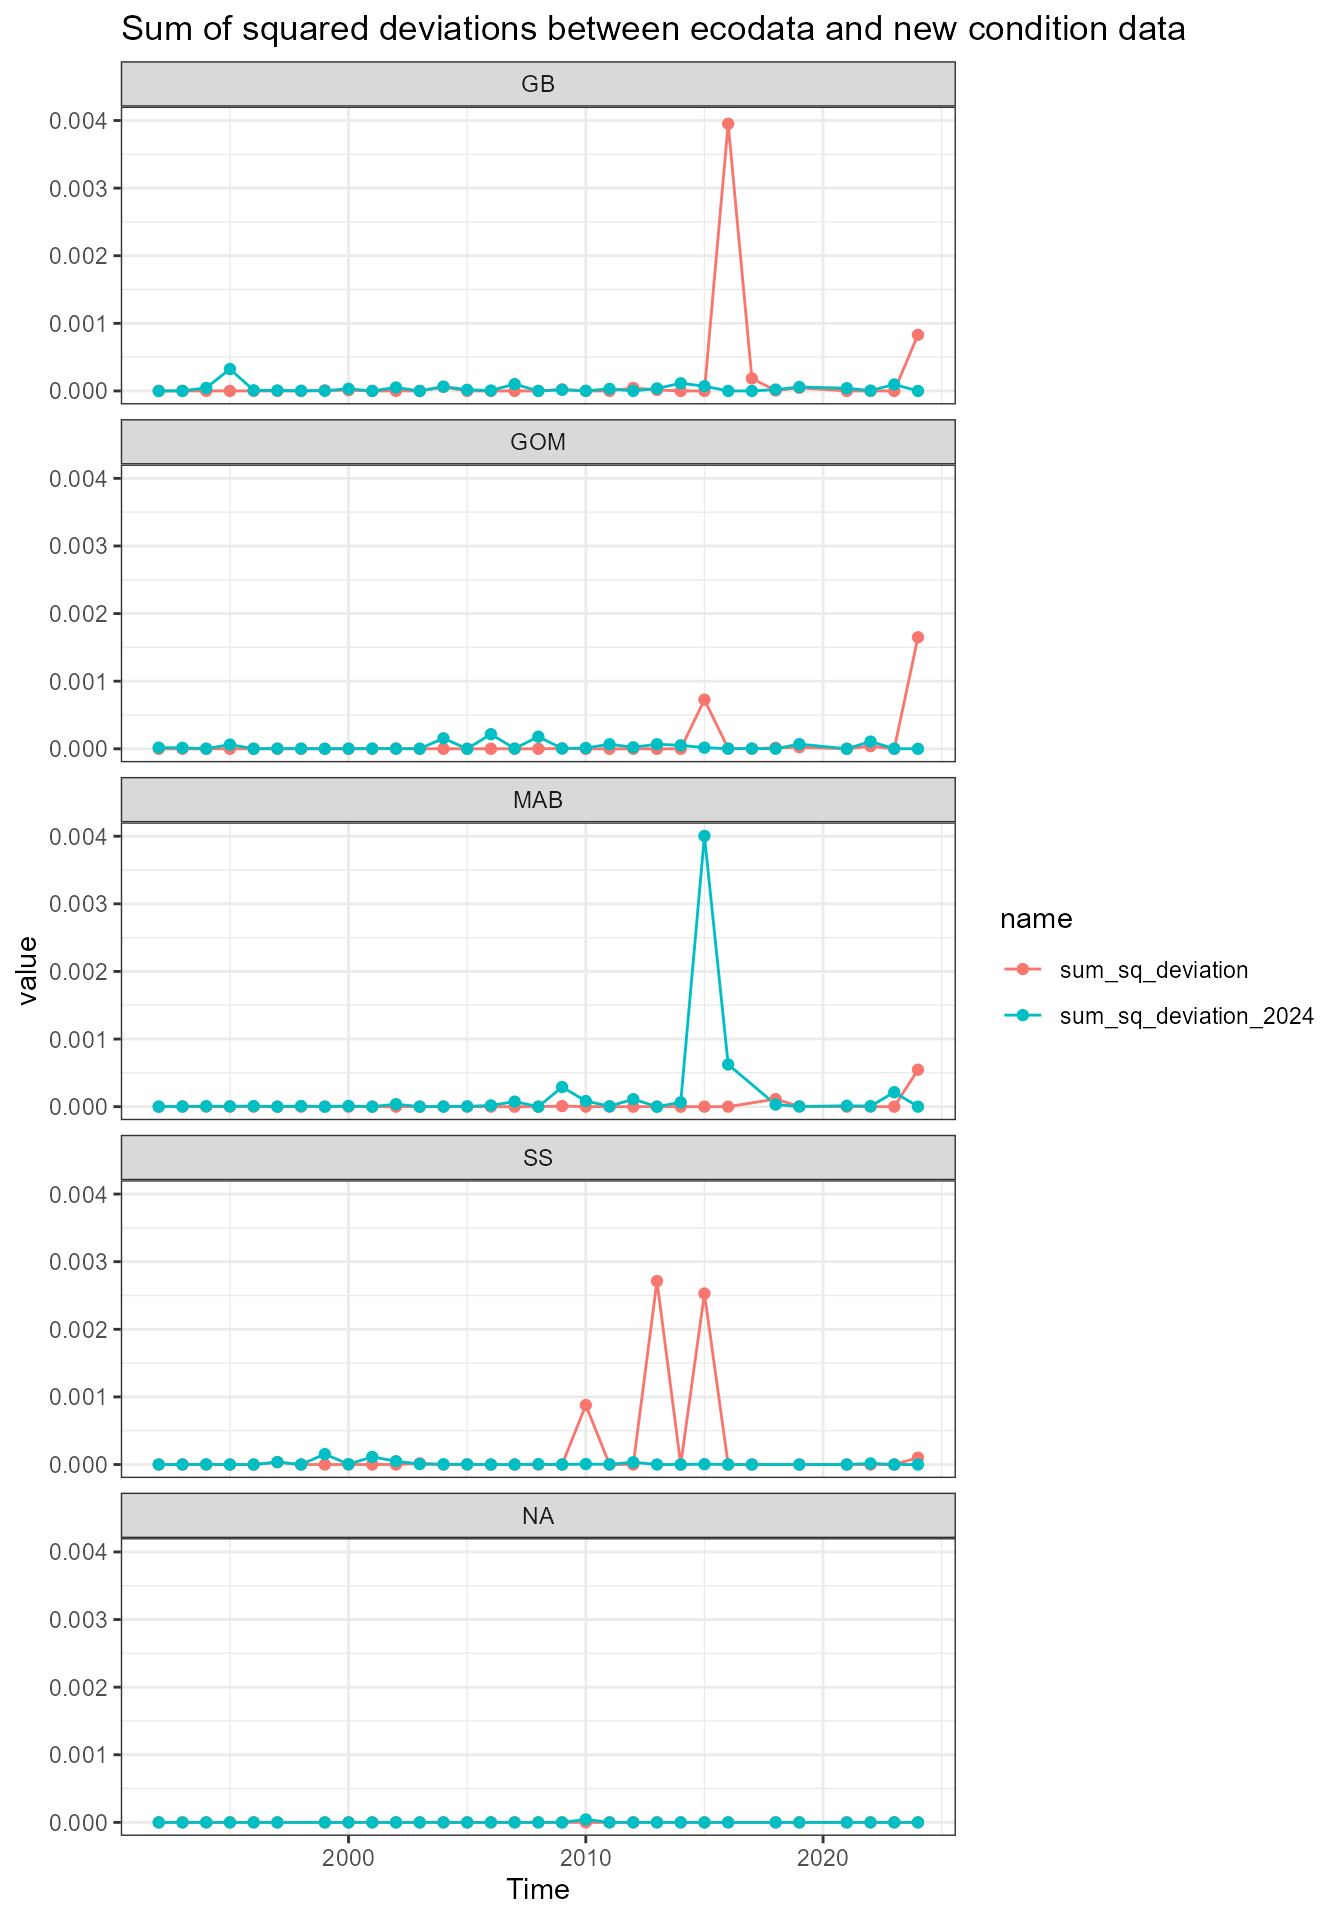 Sum of squared deviations between ecodata and new condition data
GB
0.004
0.003
0.002
0.001
0.000
GOM
0.004
0.003
0.002
0.001
0.000
MAB
0.004
0.003
0.002
0.001
0.000
SS
0.004
0.003
0.002
0.001
0.000
NA
0.004
0.003
0.002
0.001
0.000
2000 2010 2020
Time
value
name
sum_sq_deviation
sum_sq_deviation_2024